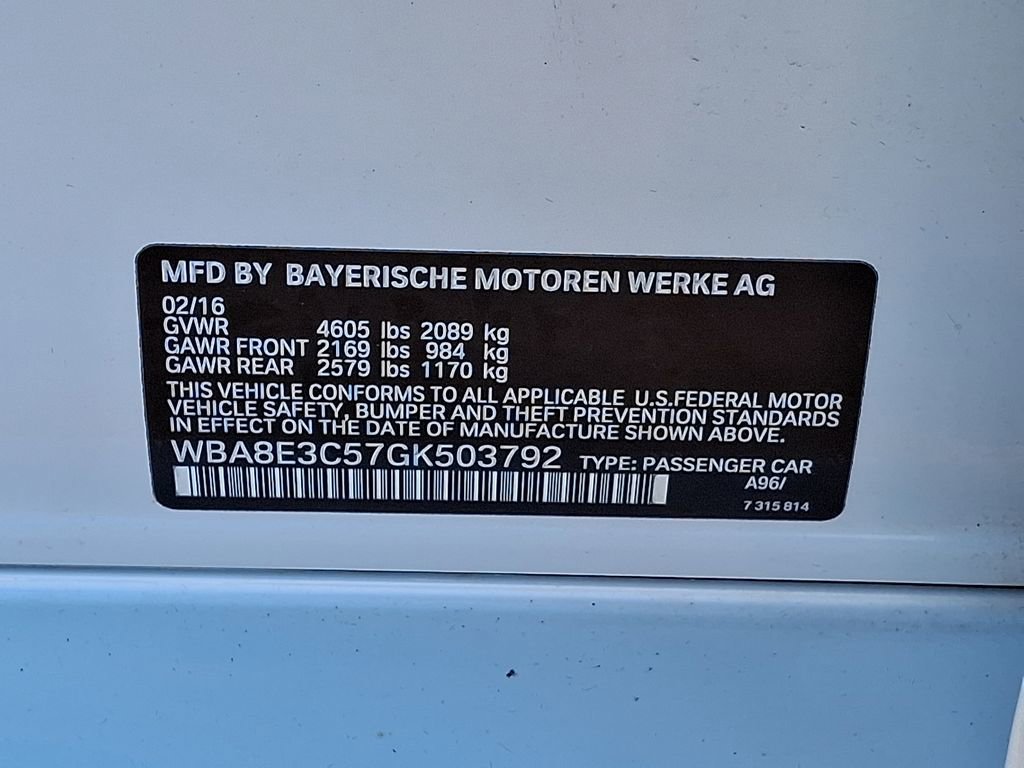 MFD BY BAYERISCHE MOTOREN WERKE AG
02/16
GVWR 4605 lbs 2089 kg
GAWR FRONT 2169 lbs 984 kg
GAWR REAR 2579 lbs 1170 kg
THIS VEHICLE CONFORMS TO ALL APPLICABLE U.S.FEDERAL MOTOR
VEHICLE SAFETY, BUMPER AND THEFT PREVENTION STANDARDS
IN EFFECT ON THE DATE OF MANUFACTURE SHOWN ABOVE.
WBA8E3C57GK503792 TYPE: PASSENGER CAR
A96/
7 315 814